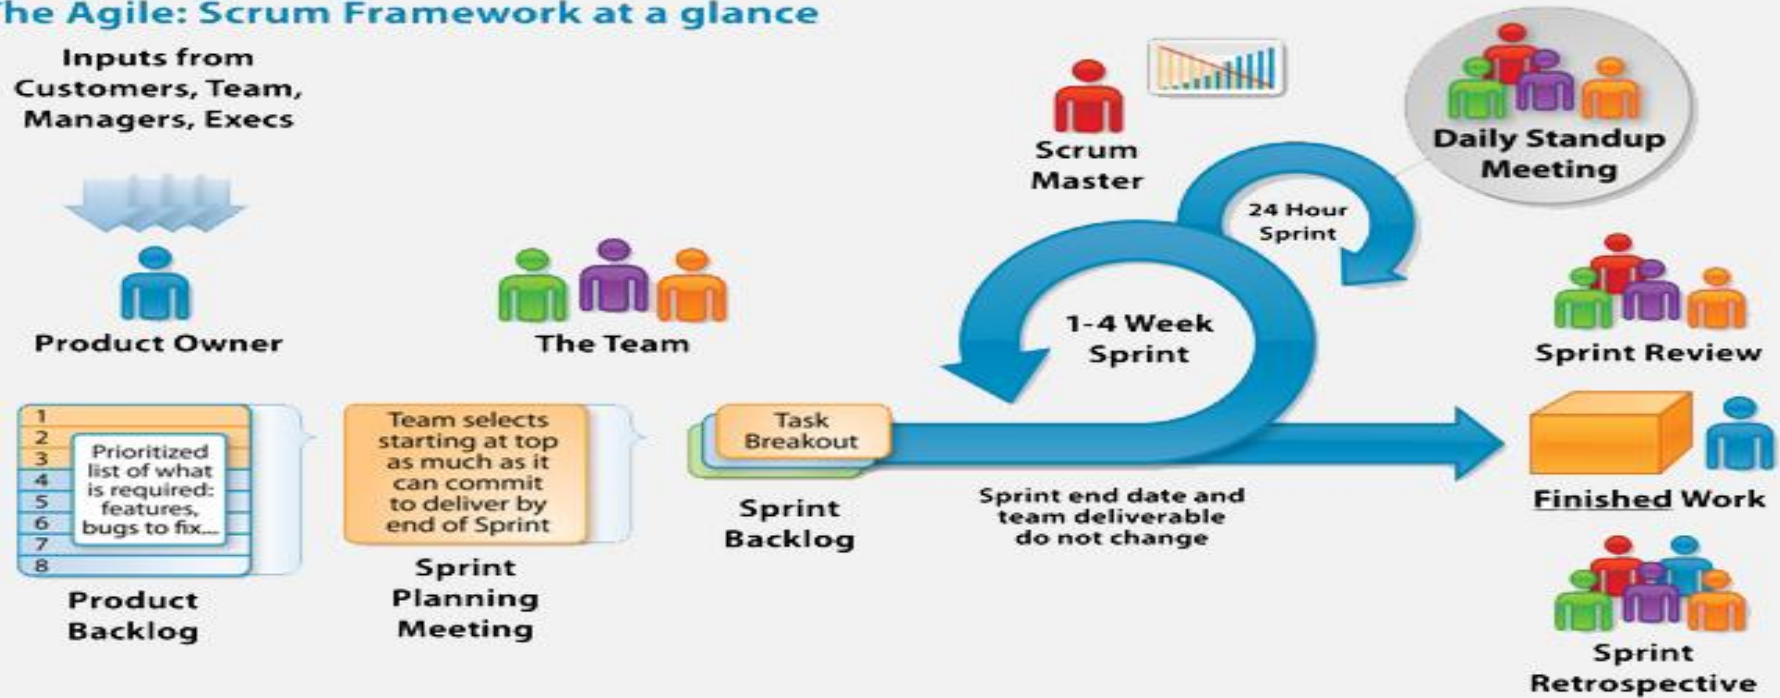 The Agile: Scrum Framework at a glance
Inputs from
Customers, Team,
Managers, Execs
Product Owner
The Team
Scrum
Master
24 Hour
Sprint
Daily Standup
Meeting
1-4 Week
Sprint
Sprint Review
1
2
3
4
5
6
7
8
Prioritized
list of what
is required:
features,
bugs to fix...
Product
Backlog
Team selects
starting at top
as much as it
can commit
to deliver by
end of Sprint
Sprint
Planning
Meeting
Task
Breakout
Sprint
Backlog
Sprint end date and
team deliverable
do not change
Finished Work
Sprint
Retrospective